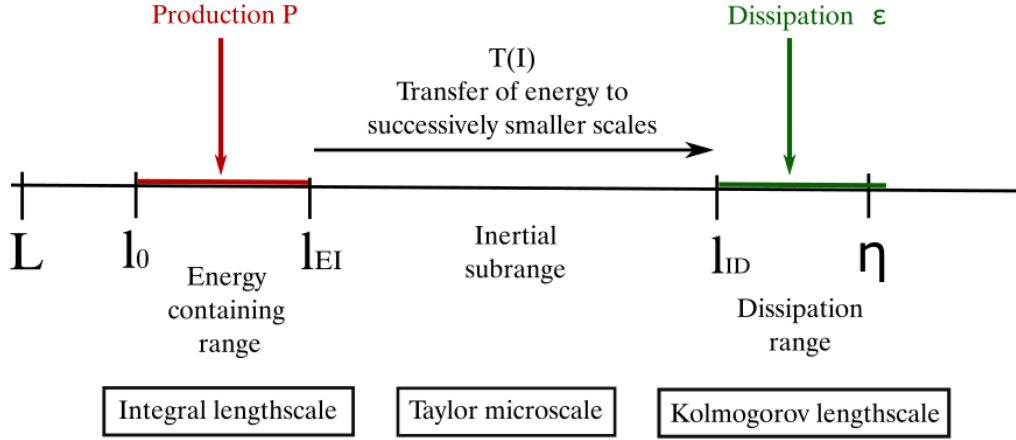 Production P
Dissipation ε
T(I)
Transfer of energy to
successively smaller scales
L
l0
lEI
Inertial
subrange
lID
η
Energy
containing
range
Dissipation
range
Integral lengthscale
Taylor microscale
Kolmogorov lengthscale